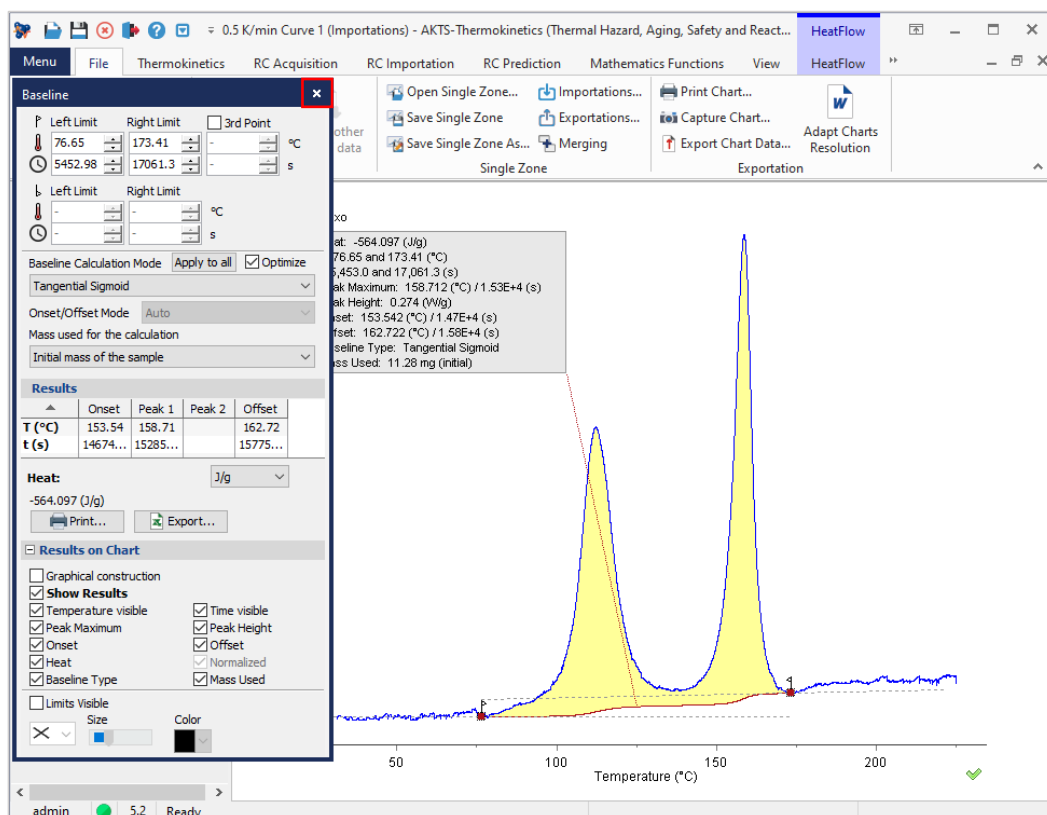 0.5 K/min Curve 1 (Importations) - AKTS-Thermokinetics (Thermal Hazard, Aging, Safety and React... HeatFlow
Menu File Thermokinetics RC Acquisition RC Importation RC Prediction Mathematics Functions View HeatFlow
Baseline
Left Limit Right Limit 3rd Point
76.65 173.41 - °C
5452.98 17061.3 - s
Left Limit Right Limit
- - °C
- - s
Baseline Calculation Mode Apply to all Optimize
Tangential Sigmoid
Onset/Offset Mode Auto
Mass used for the calculation
Initial mass of the sample
Results
Onset Peak 1 Peak 2 Offset
T (°C) 153.54 158.71 162.72
t (s) 14674... 15285... 15775...
Heat: J/g
-564.097 (J/g)
Print... Export...
Results on Chart
Graphical construction
Show Results
Temperature visible Time visible
Peak Maximum Peak Height
Onset Offset
Heat Normalized
Baseline Type Mass Used
Limits Visible
Size Color
other
data
Open Single Zone... Importations...
Save Single Zone Exportations...
Save Single Zone As... Merging
Single Zone
Print Chart...
Capture Chart...
Export Chart Data...
Adapt Charts
Resolution
Exportation
xo
at: -564.097 (J/g)
76.65 and 173.41 (°C)
,453.0 and 17,061.3 (s)
ak Maximum: 158.712 (°C) / 1.53E+4 (s)
ak Height: 0.274 (W/g)
set: 153.542 (°C) / 1.47E+4 (s)
fset: 162.722 (°C) / 1.58E+4 (s)
seline Type: Tangential Sigmoid
ss Used: 11.28 mg (initial)
50 100 150 200
Temperature (°C)
admin 5.2 Ready